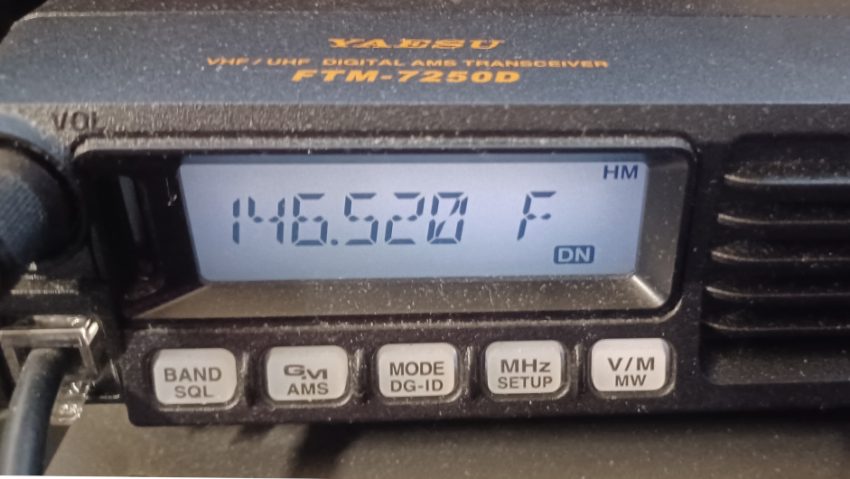 YAESU
VHF/UHF DIGITAL AMS TRANSCEIVER
FTM-7250D
VOL
HM
146.520 F
DN
BAND
SQL
GM
AMS
MODE
DG-ID
MHz
SETUP
V/M
MW